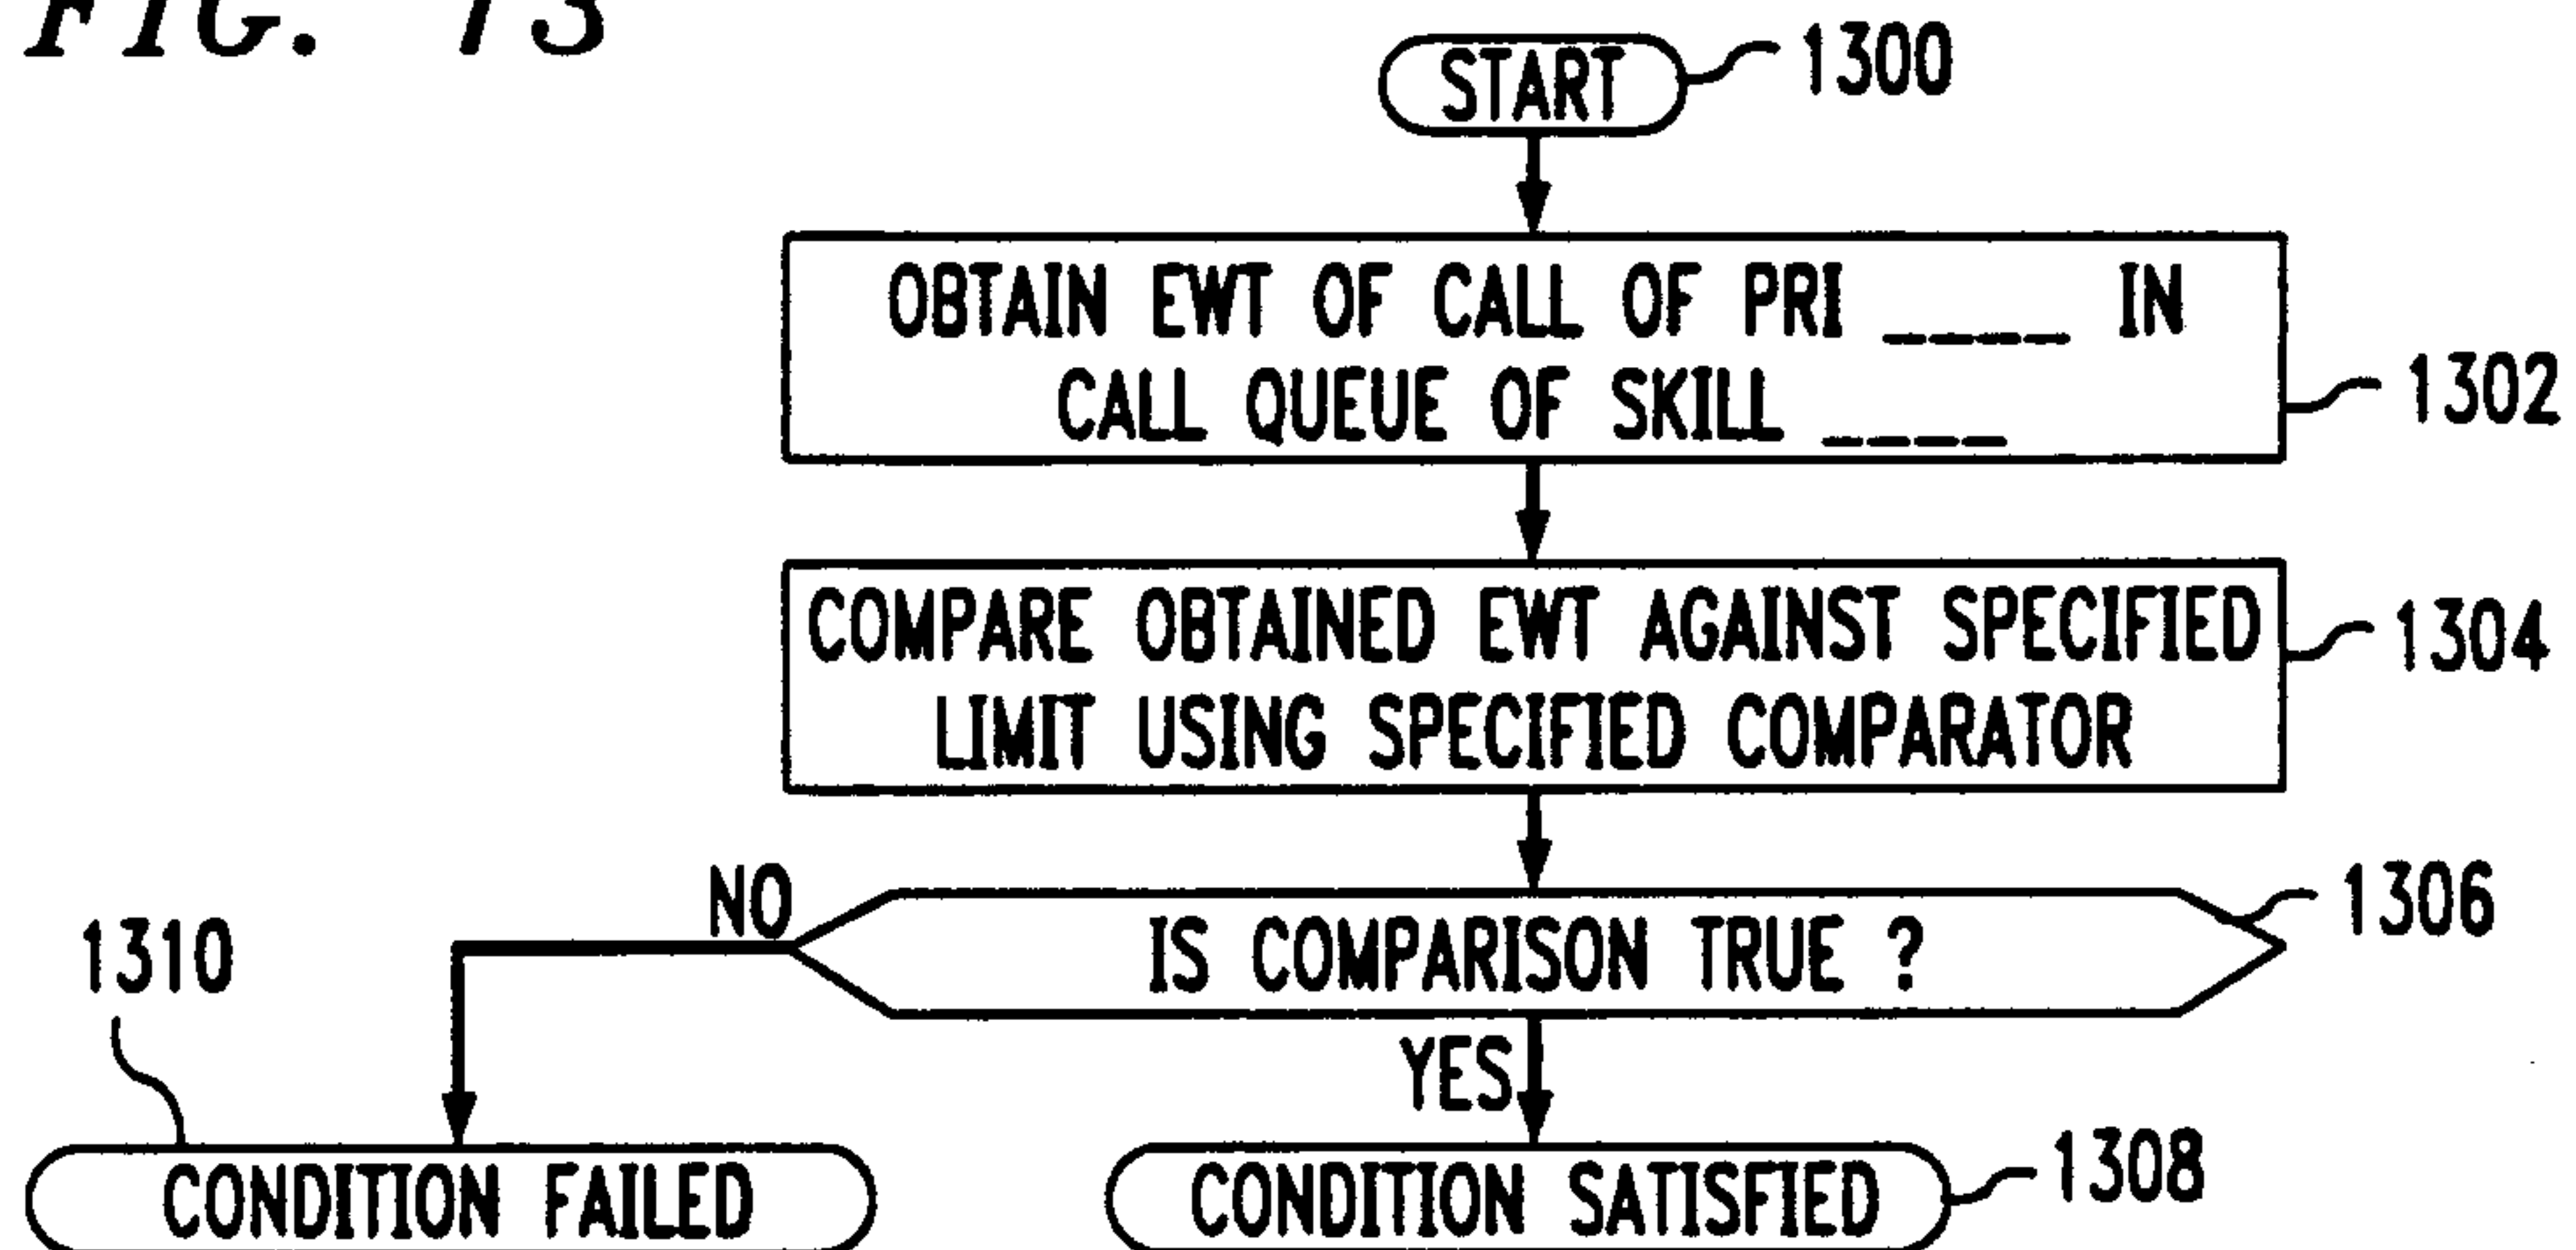 FIG. 13
START
1300
OBTAIN EWT OF CALL OF PRI ____ IN
CALL QUEUE OF SKILL ____
1302
COMPARE OBTAINED EWT AGAINST SPECIFIED
LIMIT USING SPECIFIED COMPARATOR
1304
IS COMPARISON TRUE ?
1306
NO
YES
1310
CONDITION FAILED
CONDITION SATISFIED
1308